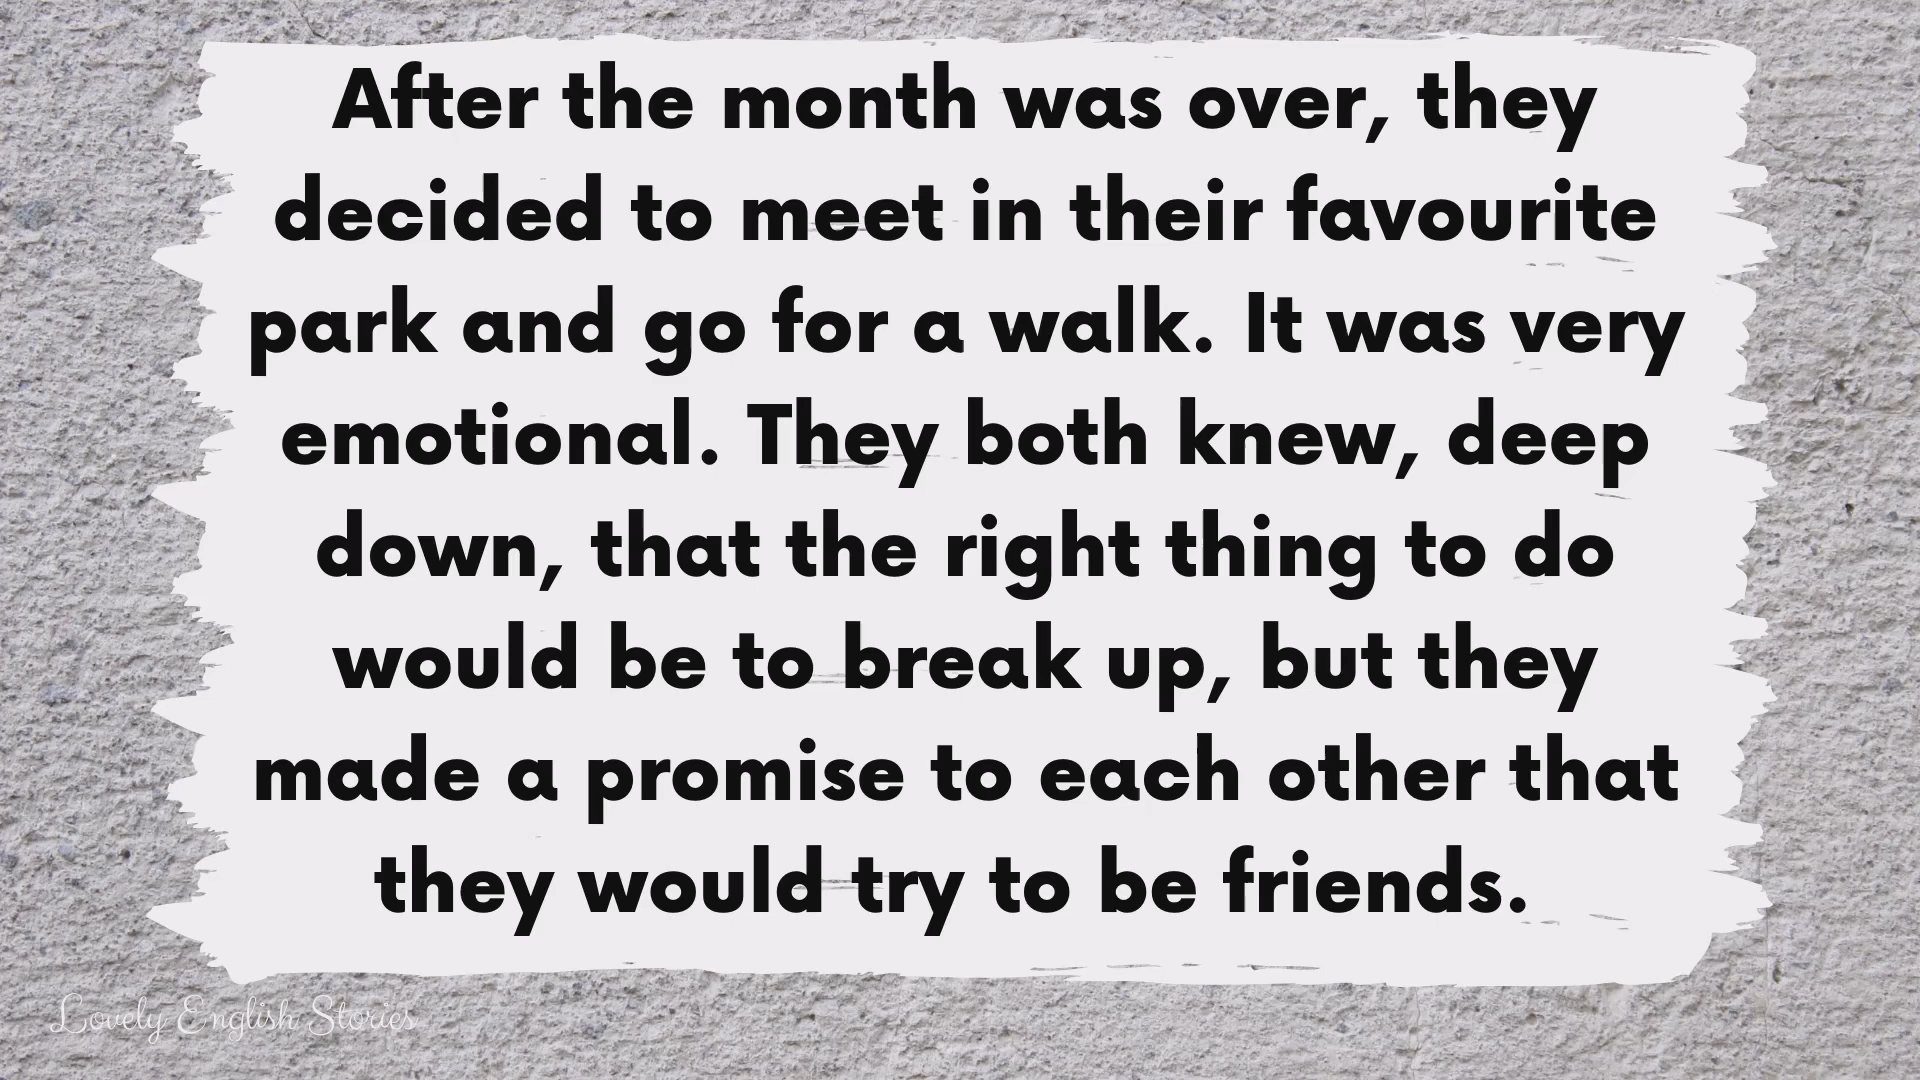 After the month was over, they
decided to meet in their favourite
park and go for a walk. It was very
emotional. They both knew, deep
down, that the right thing to do
would be to break up, but they
made a promise to each other that
they would try to be friends.
Lovely English Stories